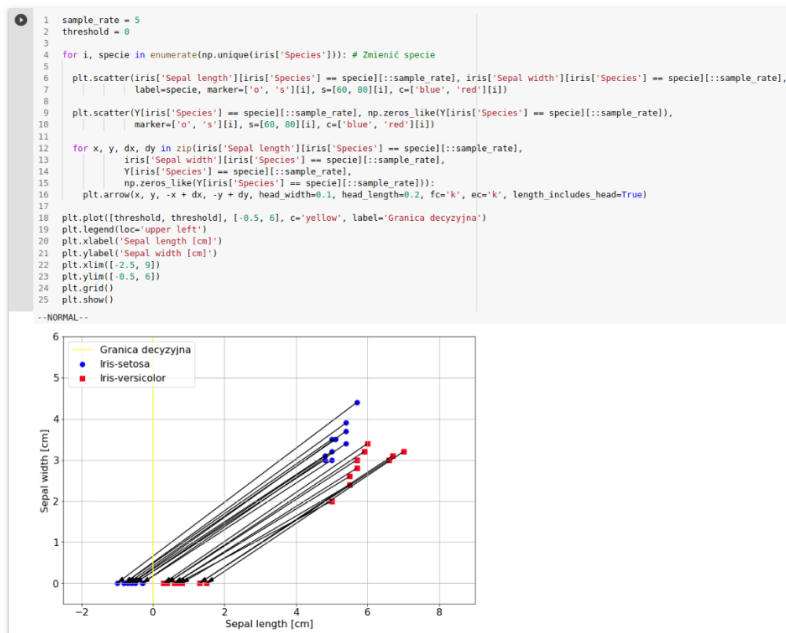 1 sample_rate = 5
2 threshold = 0
3
4 for i, specie in enumerate(np.unique(iris['Species'])): # Zmienić specie
5
6   plt.scatter(iris['Sepal length'][iris['Species'] == specie][::sample_rate], iris['Sepal width'][iris['Species'] == specie][::sample_rate],
7               label=specie, marker=['o', 's'][i], s=[60, 80][i], c=['blue', 'red'][i])
8
9   plt.scatter(Y[iris['Species'] == specie][::sample_rate], np.zeros_like(Y[iris['Species'] == specie][::sample_rate]),
10               marker=['o', 's'][i], s=[60, 80][i], c=['blue', 'red'][i])
11
12   for x, y, dx, dy in zip(iris['Sepal length'][iris['Species'] == specie][::sample_rate],
13             iris['Sepal width'][iris['Species'] == specie][::sample_rate],
14             Y[iris['Species'] == specie][::sample_rate],
15             np.zeros_like(Y[iris['Species'] == specie][::sample_rate])):
16     plt.arrow(x, y, -x + dx, -y + dy, head_width=0.1, head_length=0.2, fc='k', ec='k', length_includes_head=True)
17
18 plt.plot([threshold, threshold], [-0.5, 6], c='yellow', label='Granica decyzyjna')
19 plt.legend(loc='upper left')
20 plt.xlabel('Sepal length [cm]')
21 plt.ylabel('Sepal width [cm]')
22 plt.xlim([-2.5, 9])
23 plt.ylim([-0.5, 6])
24 plt.grid()
25 plt.show()
--NORMAL--
Granica decyzyjna
Iris-setosa
Iris-versicolor
Sepal width [cm]
6
5
4
3
2
1
0
−2 0 2 4 6 8
Sepal length [cm]